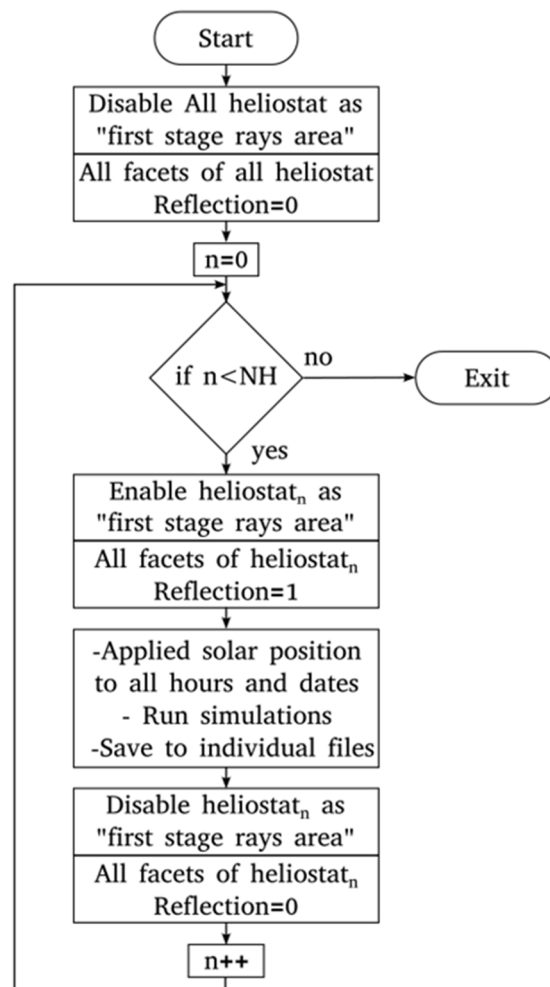 Start
Disable All heliostat as
"first stage rays area"
All facets of all heliostat
Reflection=0
n=0
if n<NH
no
Exit
yes
Enable heliostatₙ as
"first stage rays area"
All facets of heliostatₙ
Reflection=1
-Applied solar position
to all hours and dates
- Run simulations
-Save to individual files
Disable heliostatₙ as
"first stage rays area"
All facets of heliostatₙ
Reflection=0
n++